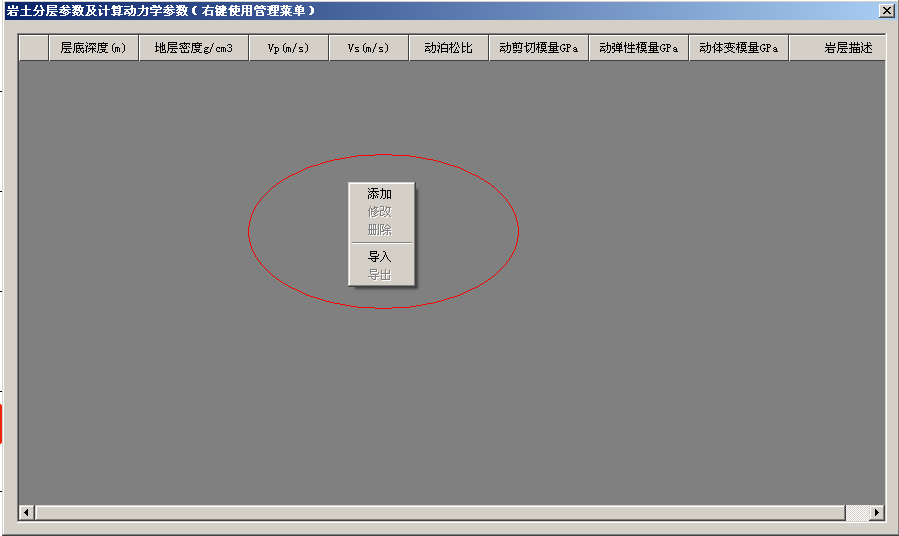 岩土分层参数及计算动力学参数(右键使用管理菜单)
层底深度(m) 地层密度g/cm3 Vp(m/s) Vs(m/s) 动泊松比 动剪切模量GPa 动弹性模量GPa 动体变模量GPa 岩层描述
添加
修改
删除
导入
导出